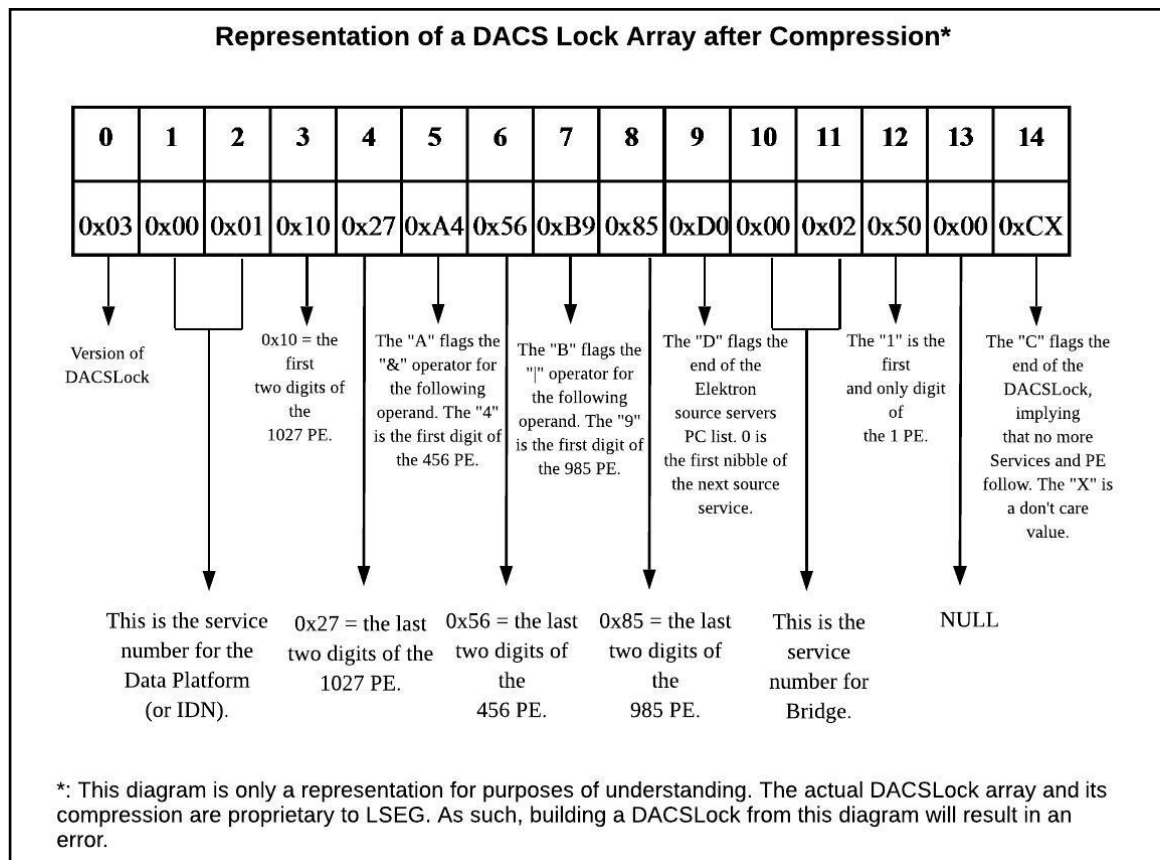 Representation of a DACS Lock Array after Compression*
0 1 2 3 4 5 6 7 8 9 10 11 12 13 14
0x03 0x00 0x01 0x10 0x27 0xA4 0x56 0xB9 0x85 0xD0 0x00 0x02 0x50 0x00 0xCX
Version of
DACSLock
0x10 = the
first
two digits of
the
1027 PE.
The "A" flags the
"&" operator for
the following
operand. The "4"
is the first digit of
the 456 PE.
The "B" flags the
"|" operator for
the following
operand. The "9"
is the first digit of
the 985 PE.
The "D" flags the
end of the
Elektron
source servers
PC list. 0 is
the first nibble of
the next source
service.
The "1" is the
first
and only digit
of
the 1 PE.
The "C" flags the
end of the
DACSLock,
implying
that no more
Services and PE
follow. The "X" is
a don't care
value.
This is the service
number for the
Data Platform
(or IDN).
0x27 = the last
two digits of the
1027 PE.
0x56 = the last
two digits of
the
456 PE.
0x85 = the last
two digits of
the
985 PE.
This is the
service
number for
Bridge.
NULL
*: This diagram is only a representation for purposes of understanding. The actual DACSLock array and its
compression are proprietary to LSEG. As such, building a DACSLock from this diagram will result in an
error.